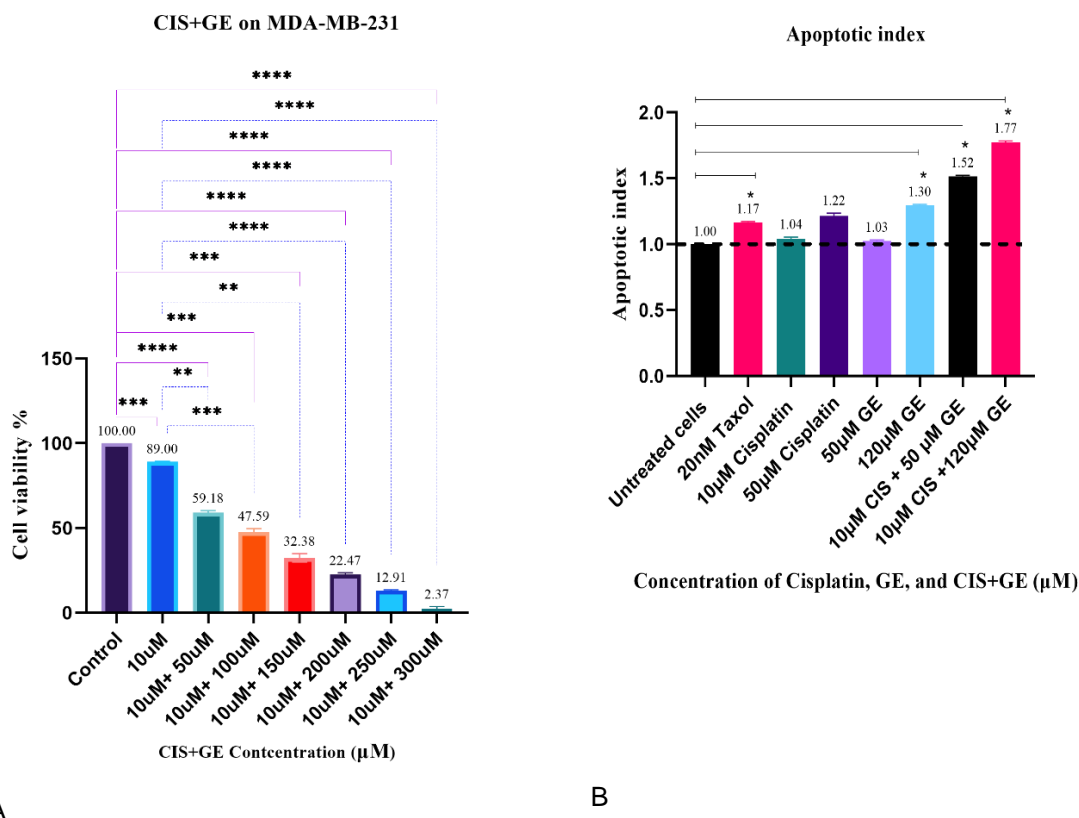 CIS+GE on MDA-MB-231
****
****
****
****
****
****
***
**
***
****
**
***
***
Cell viability %
150
100
50
0
100.00
89.00
59.18
47.59
32.38
22.47
12.91
2.37
Control
10uM
10uM+ 50uM
10uM+ 100uM
10uM+ 150uM
10uM+ 200uM
10uM+ 250uM
10uM+ 300uM
CIS+GE Contcentration (µM)
Apoptotic index
Apoptotic index
2.0
1.5
1.0
0.5
0.0
1.00
*
1.17
1.04
1.22
1.03
*
1.30
*
1.52
*
1.77
Untreated cells
20nM Taxol
10µM Cisplatin
50µM Cisplatin
50µM GE
120µM GE
10µM CIS + 50 µM GE
10µM CIS +120µM GE
Concentration of Cisplatin, GE, and CIS+GE (µM)
B